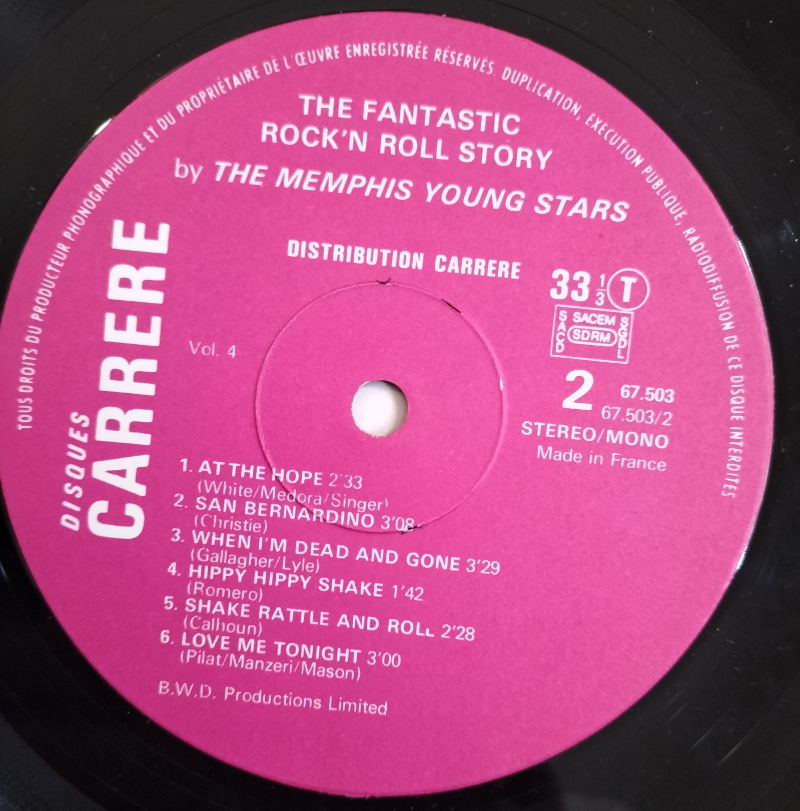 TOUS DROITS DU PRODUCTEUR PHONOGRAPHIQUE ET DU PROPRIÉTAIRE DE L'ŒUVRE ENREGISTRÉE RÉSERVÉS. DUPLICATION, EXECUTION PUBLIQUE, RADIODIFFUSION DE CE DISQUE INTERDITES
THE FANTASTIC
ROCK'N ROLL STORY
by THE MEMPHIS YOUNG STARS
DISTRIBUTION CARRERE
DISQUES
CARRERE
33 1/3 T
SACEM
SACD SDRM SGDL
Vol. 4
2 67.503
67.503/2
STEREO/MONO
Made in France
1. AT THE HOPE 2'33
(White/Medora/Singer)
2. SAN BERNARDINO 3'08
(Christie)
3. WHEN I'M DEAD AND GONE 3'29
(Gallagher/Lyle)
4. HIPPY HIPPY SHAKE 1'42
(Romero)
5. SHAKE RATTLE AND ROLL 2'28
(Calhoun)
6. LOVE ME TONIGHT 3'00
(Pilat/Manzeri/Mason)
B.W.D. Productions Limited